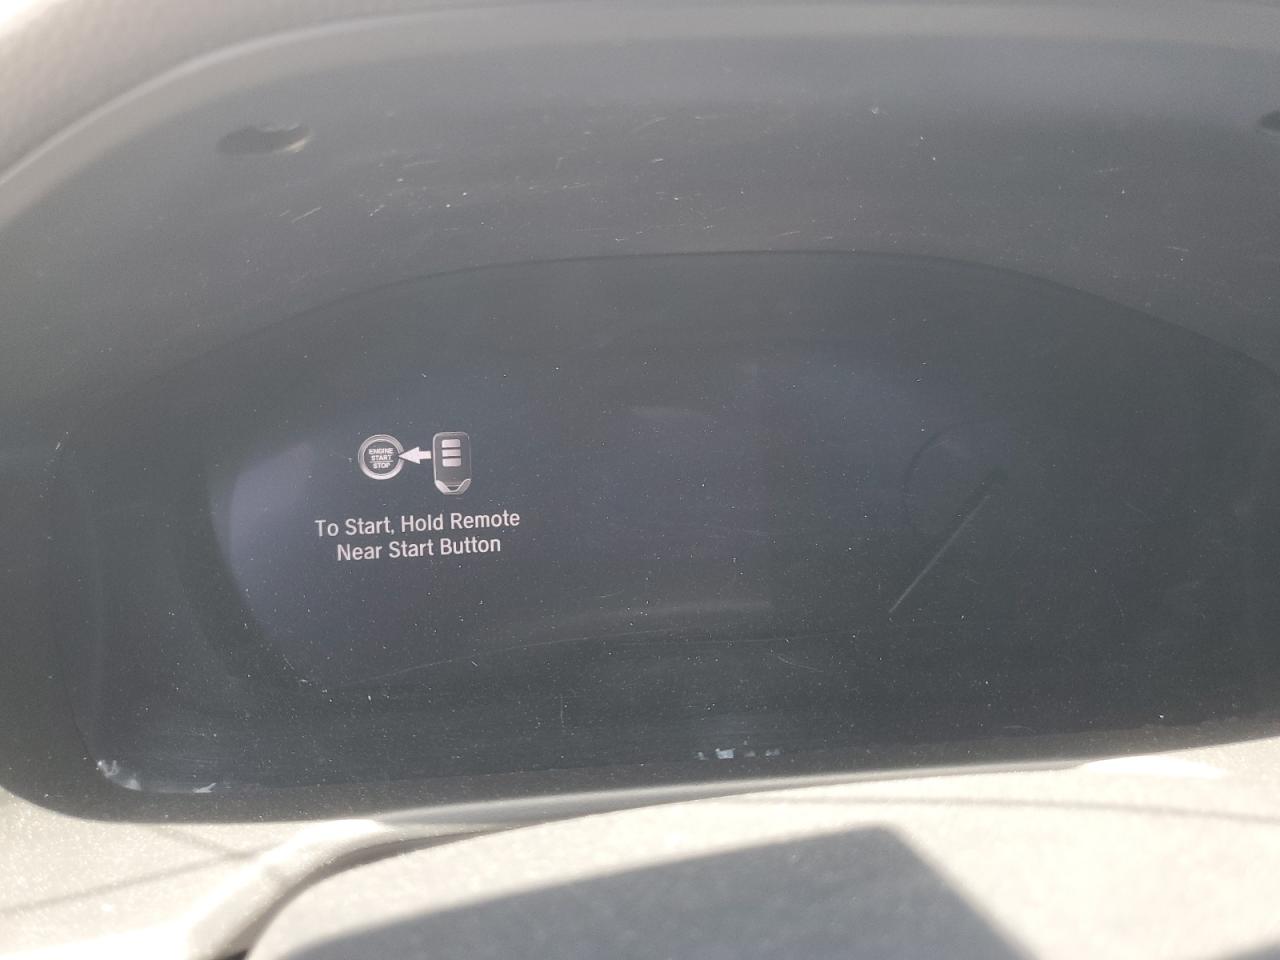 ENGINE
START
STOP
To Start, Hold Remote
Near Start Button